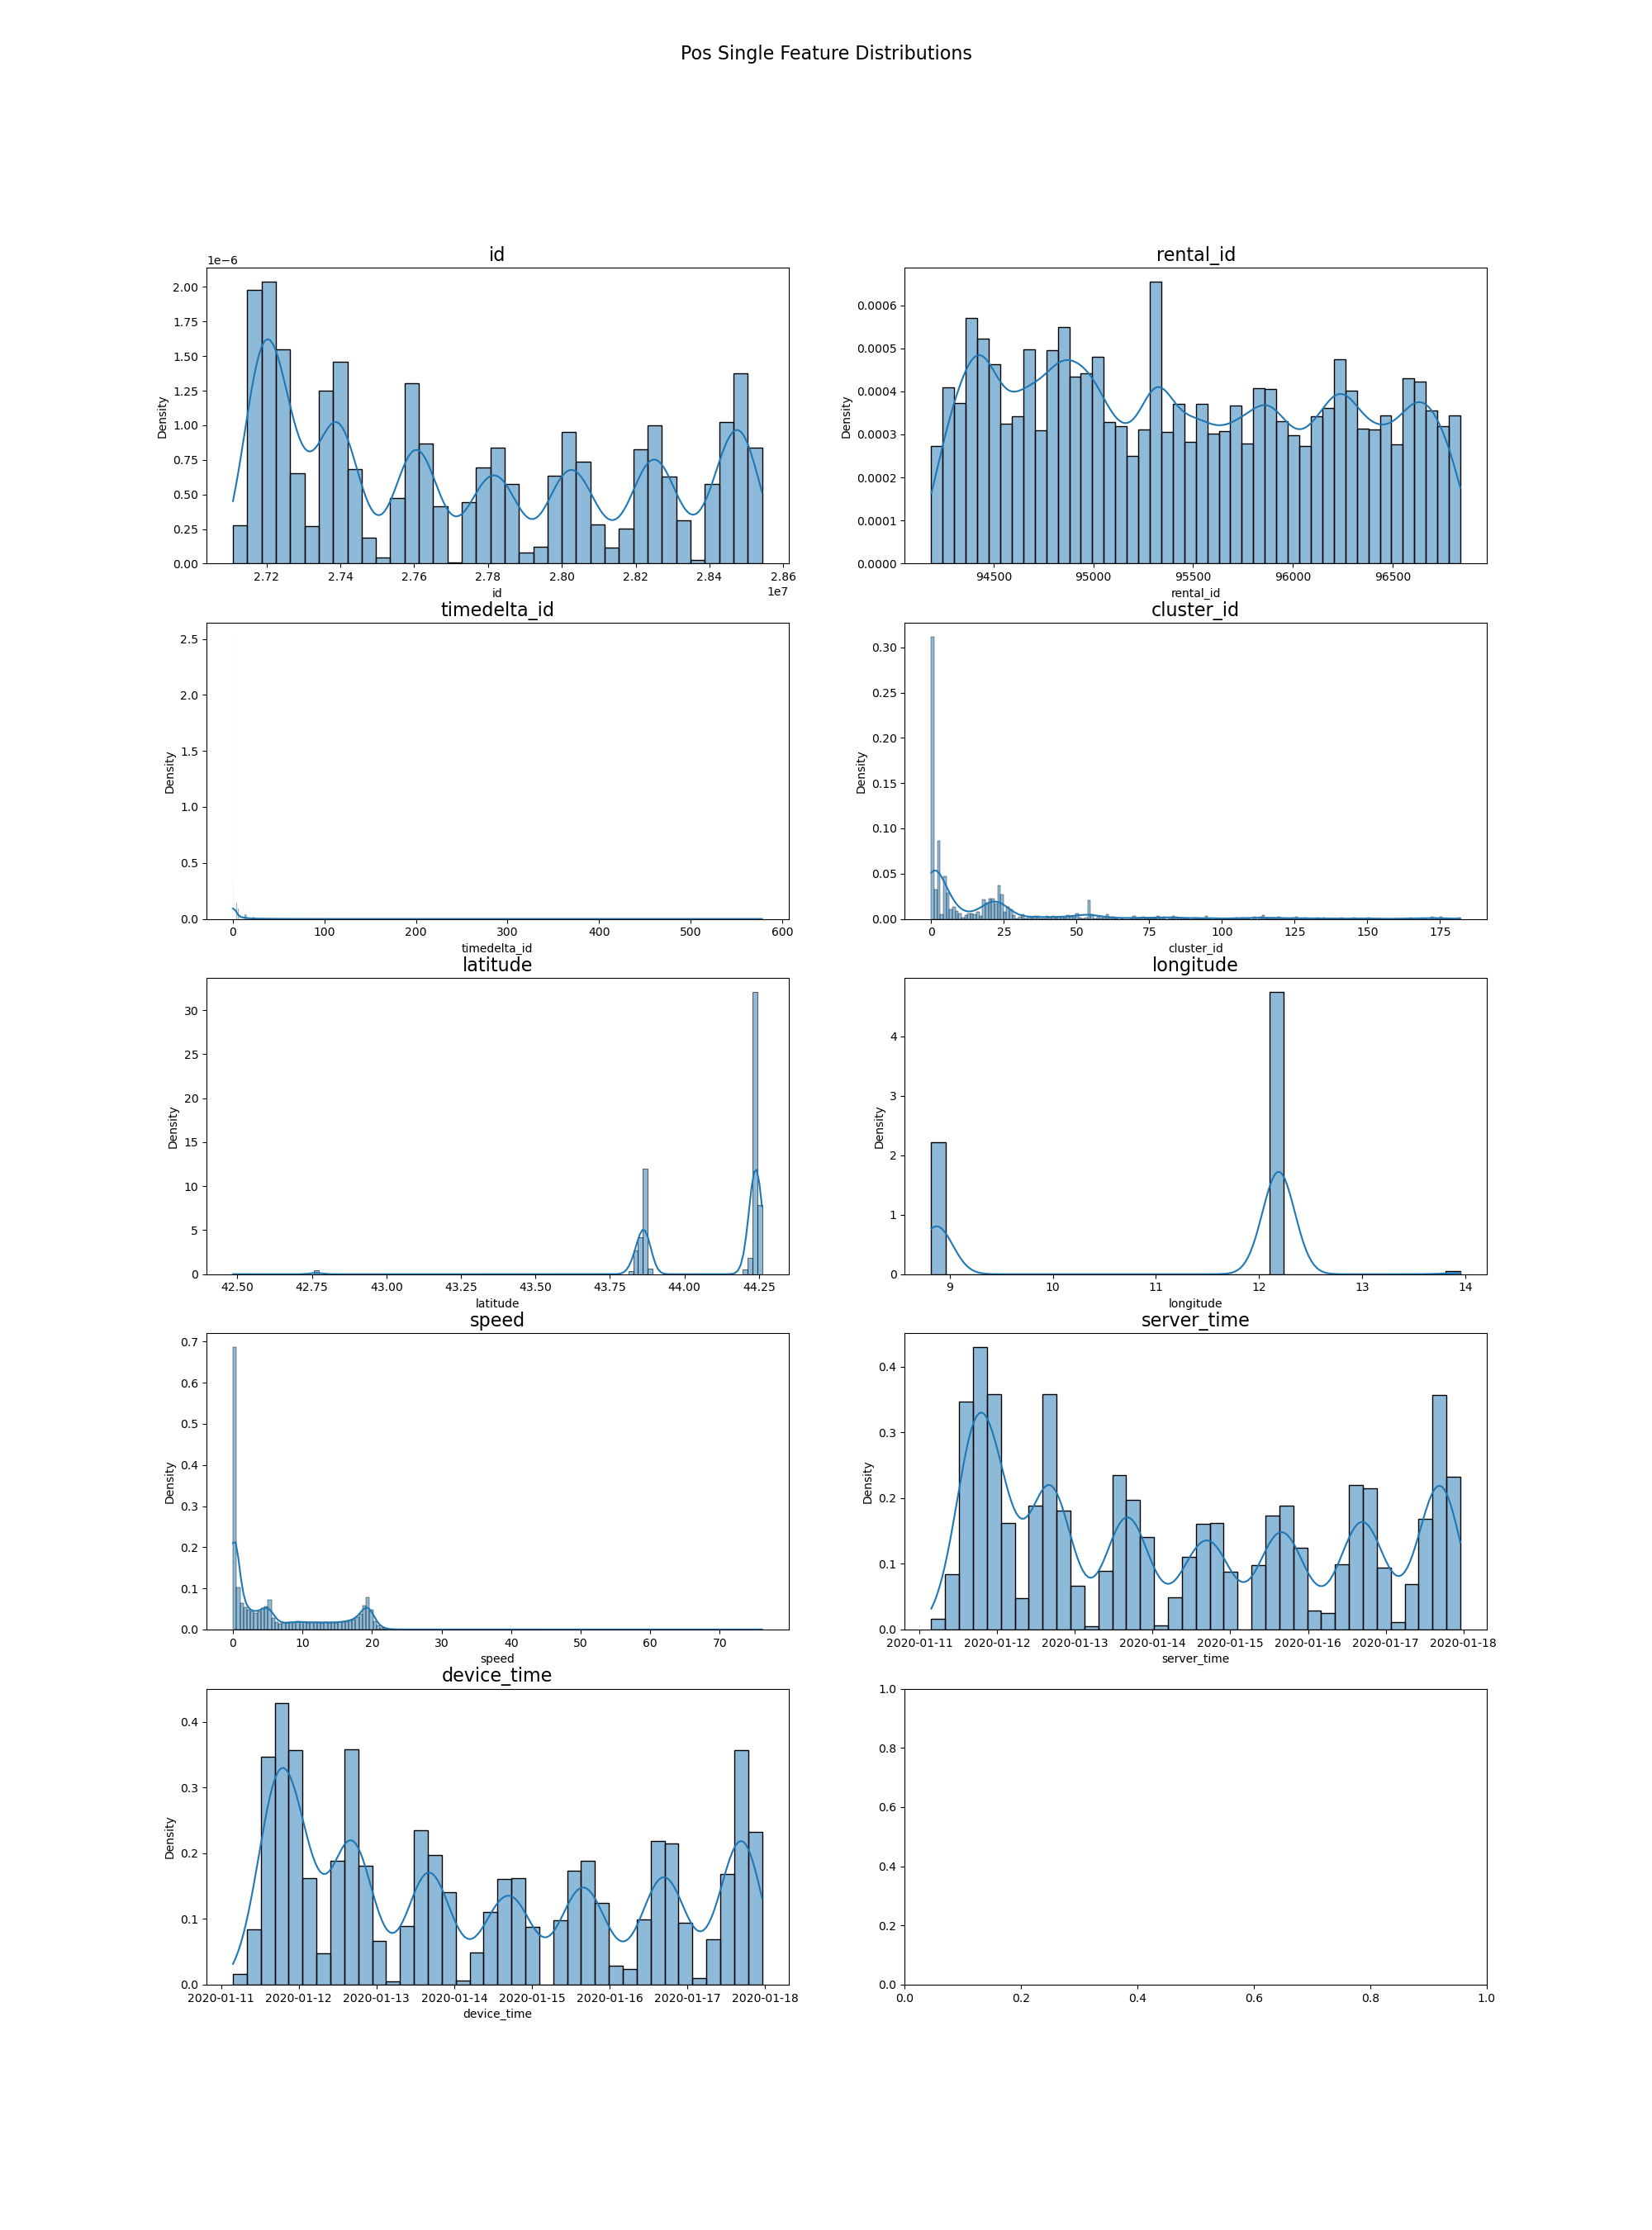 Pos Single Feature Distributions
id
1e−6
2.00
1.75
1.50
1.25
1.00
0.75
0.50
0.25
0.00
Density
2.72 2.74 2.76 2.78 2.80 2.82 2.84 2.86
id
1e7
rental_id
0.0006
0.0005
0.0004
0.0003
0.0002
0.0001
0.0000
Density
94500 95000 95500 96000 96500
rental_id
timedelta_id
2.5
2.0
1.5
1.0
0.5
0.0
Density
0 100 200 300 400 500 600
timedelta_id
cluster_id
0.30
0.25
0.20
0.15
0.10
0.05
0.00
Density
0 25 50 75 100 125 150 175
cluster_id
latitude
30
25
20
15
10
5
0
Density
42.50 42.75 43.00 43.25 43.50 43.75 44.00 44.25
latitude
longitude
4
3
2
1
0
Density
9 10 11 12 13 14
longitude
speed
0.7
0.6
0.5
0.4
0.3
0.2
0.1
0.0
Density
0 10 20 30 40 50 60 70
speed
server_time
0.4
0.3
0.2
0.1
0.0
Density
2020-01-11 2020-01-12 2020-01-13 2020-01-14 2020-01-15 2020-01-16 2020-01-17 2020-01-18
server_time
device_time
0.4
0.3
0.2
0.1
0.0
Density
2020-01-11 2020-01-12 2020-01-13 2020-01-14 2020-01-15 2020-01-16 2020-01-17 2020-01-18
device_time
1.0
0.8
0.6
0.4
0.2
0.0
0.0 0.2 0.4 0.6 0.8 1.0